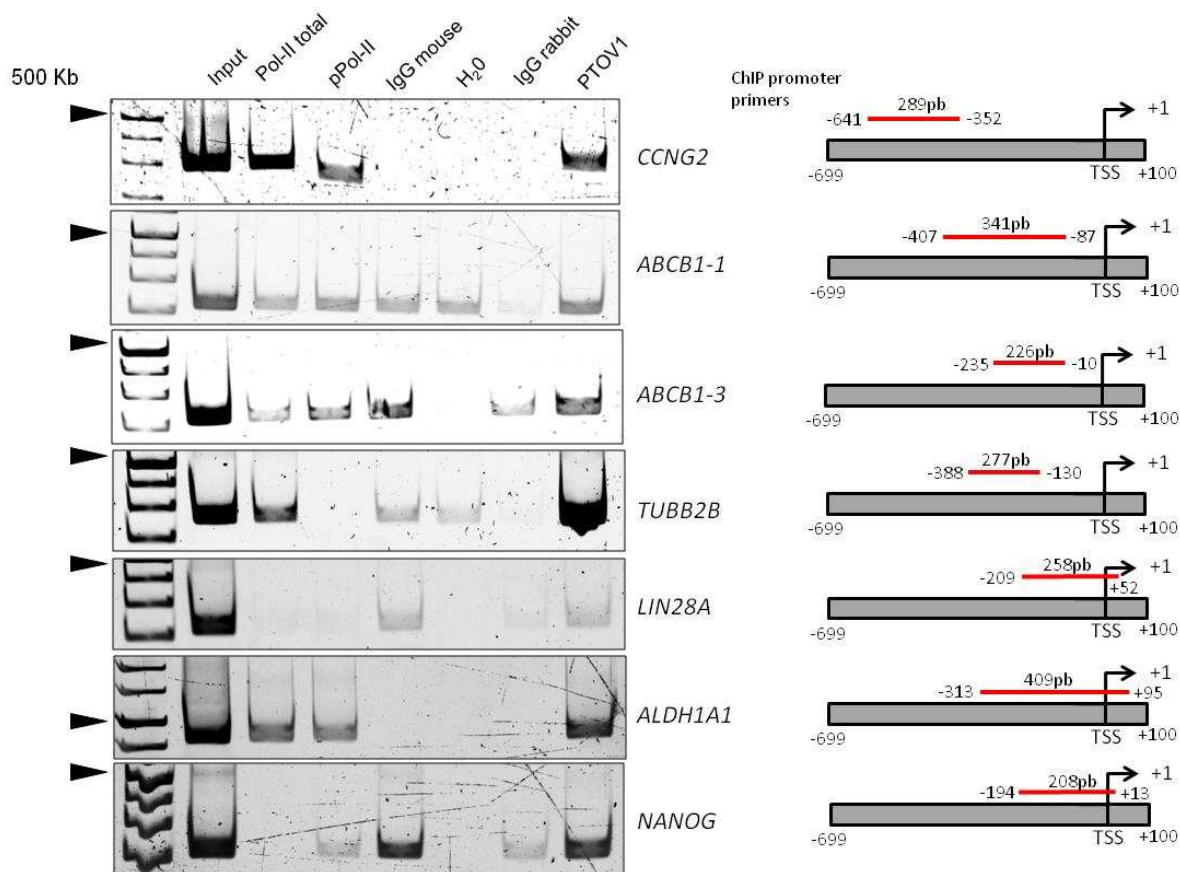 500 Kb
Input Pol-II total pPol-II IgG mouse H20 IgG rabbit PTOV1
ChIP promoter
primers
CCNG2
289pb
-641 -352 +1
-699 TSS +100
ABCB1-1
341pb
-407 -87 +1
-699 TSS +100
ABCB1-3
226pb
-235 -10 +1
-699 TSS +100
TUBB2B
277pb
-388 -130 +1
-699 TSS +100
LIN28A
258pb
-209 +1
+52
-699 TSS +100
ALDH1A1
409pb
-313 +95 +1
-699 TSS +100
NANOG
208pb
-194 +13 +1
-699 TSS +100